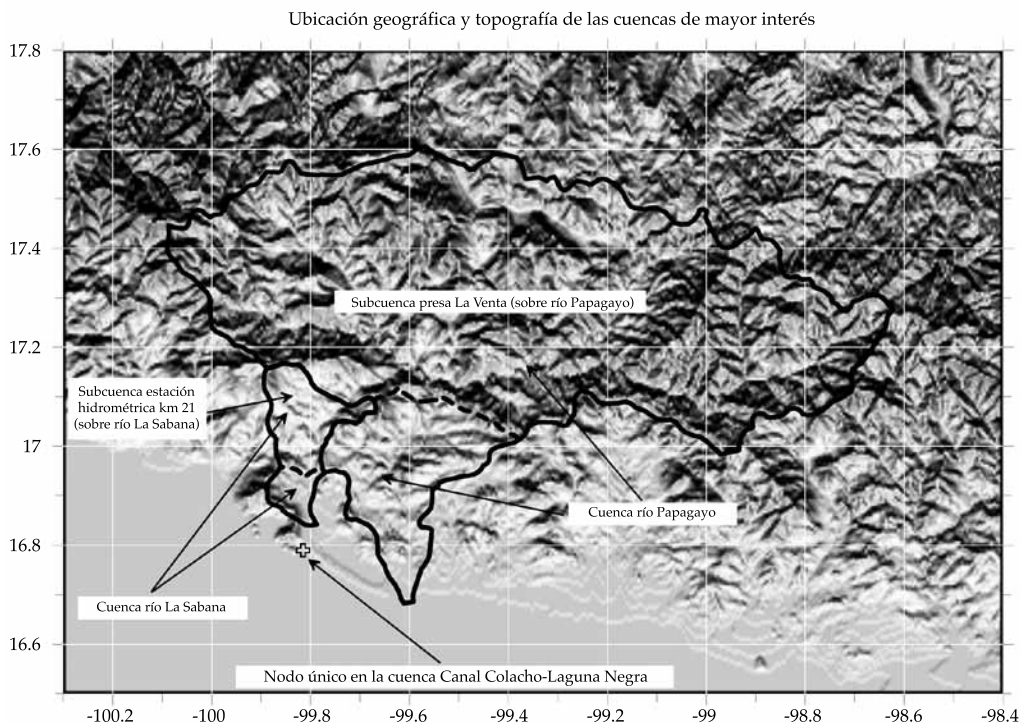 Ubicación geográfica y topografía de las cuencas de mayor interés
17.8
17.6
17.4
17.2
17
16.8
16.6
Subcuenca presa La Venta (sobre río Papagayo)
Subcuenca estación
hidrométrica km 21
(sobre río La Sabana)
Cuenca río Papagayo
Cuenca río La Sabana
Nodo único en la cuenca Canal Colacho-Laguna Negra
-100.2 -100 -99.8 -99.6 -99.4 -99.2 -99 -98.8 -98.6 -98.4